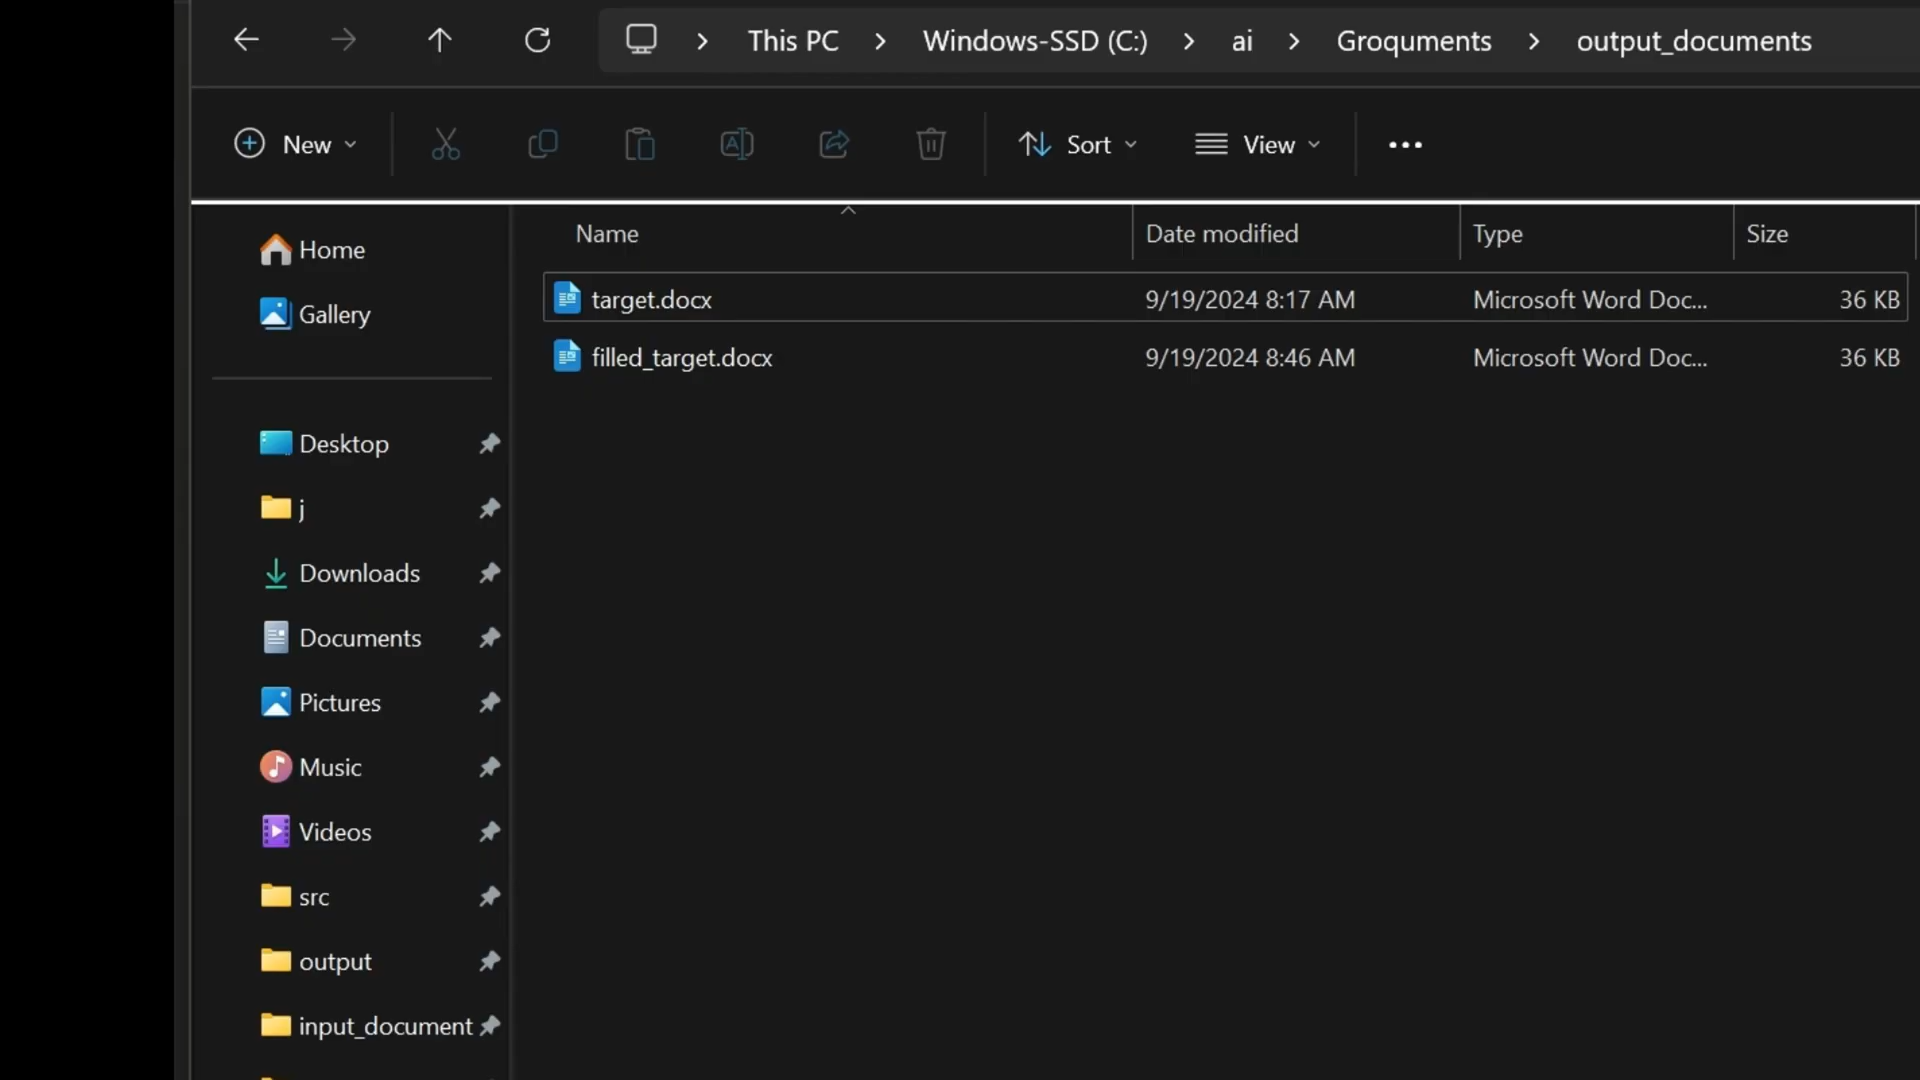 This PC > Windows-SSD (C:) > ai > Groquments > output_documents
New Sort View
Name Date modified Type Size
target.docx 9/19/2024 8:17 AM Microsoft Word Doc... 36 KB
filled_target.docx 9/19/2024 8:46 AM Microsoft Word Doc... 36 KB
Home
Gallery
Desktop
j
Downloads
Documents
Pictures
Music
Videos
src
output
input_document